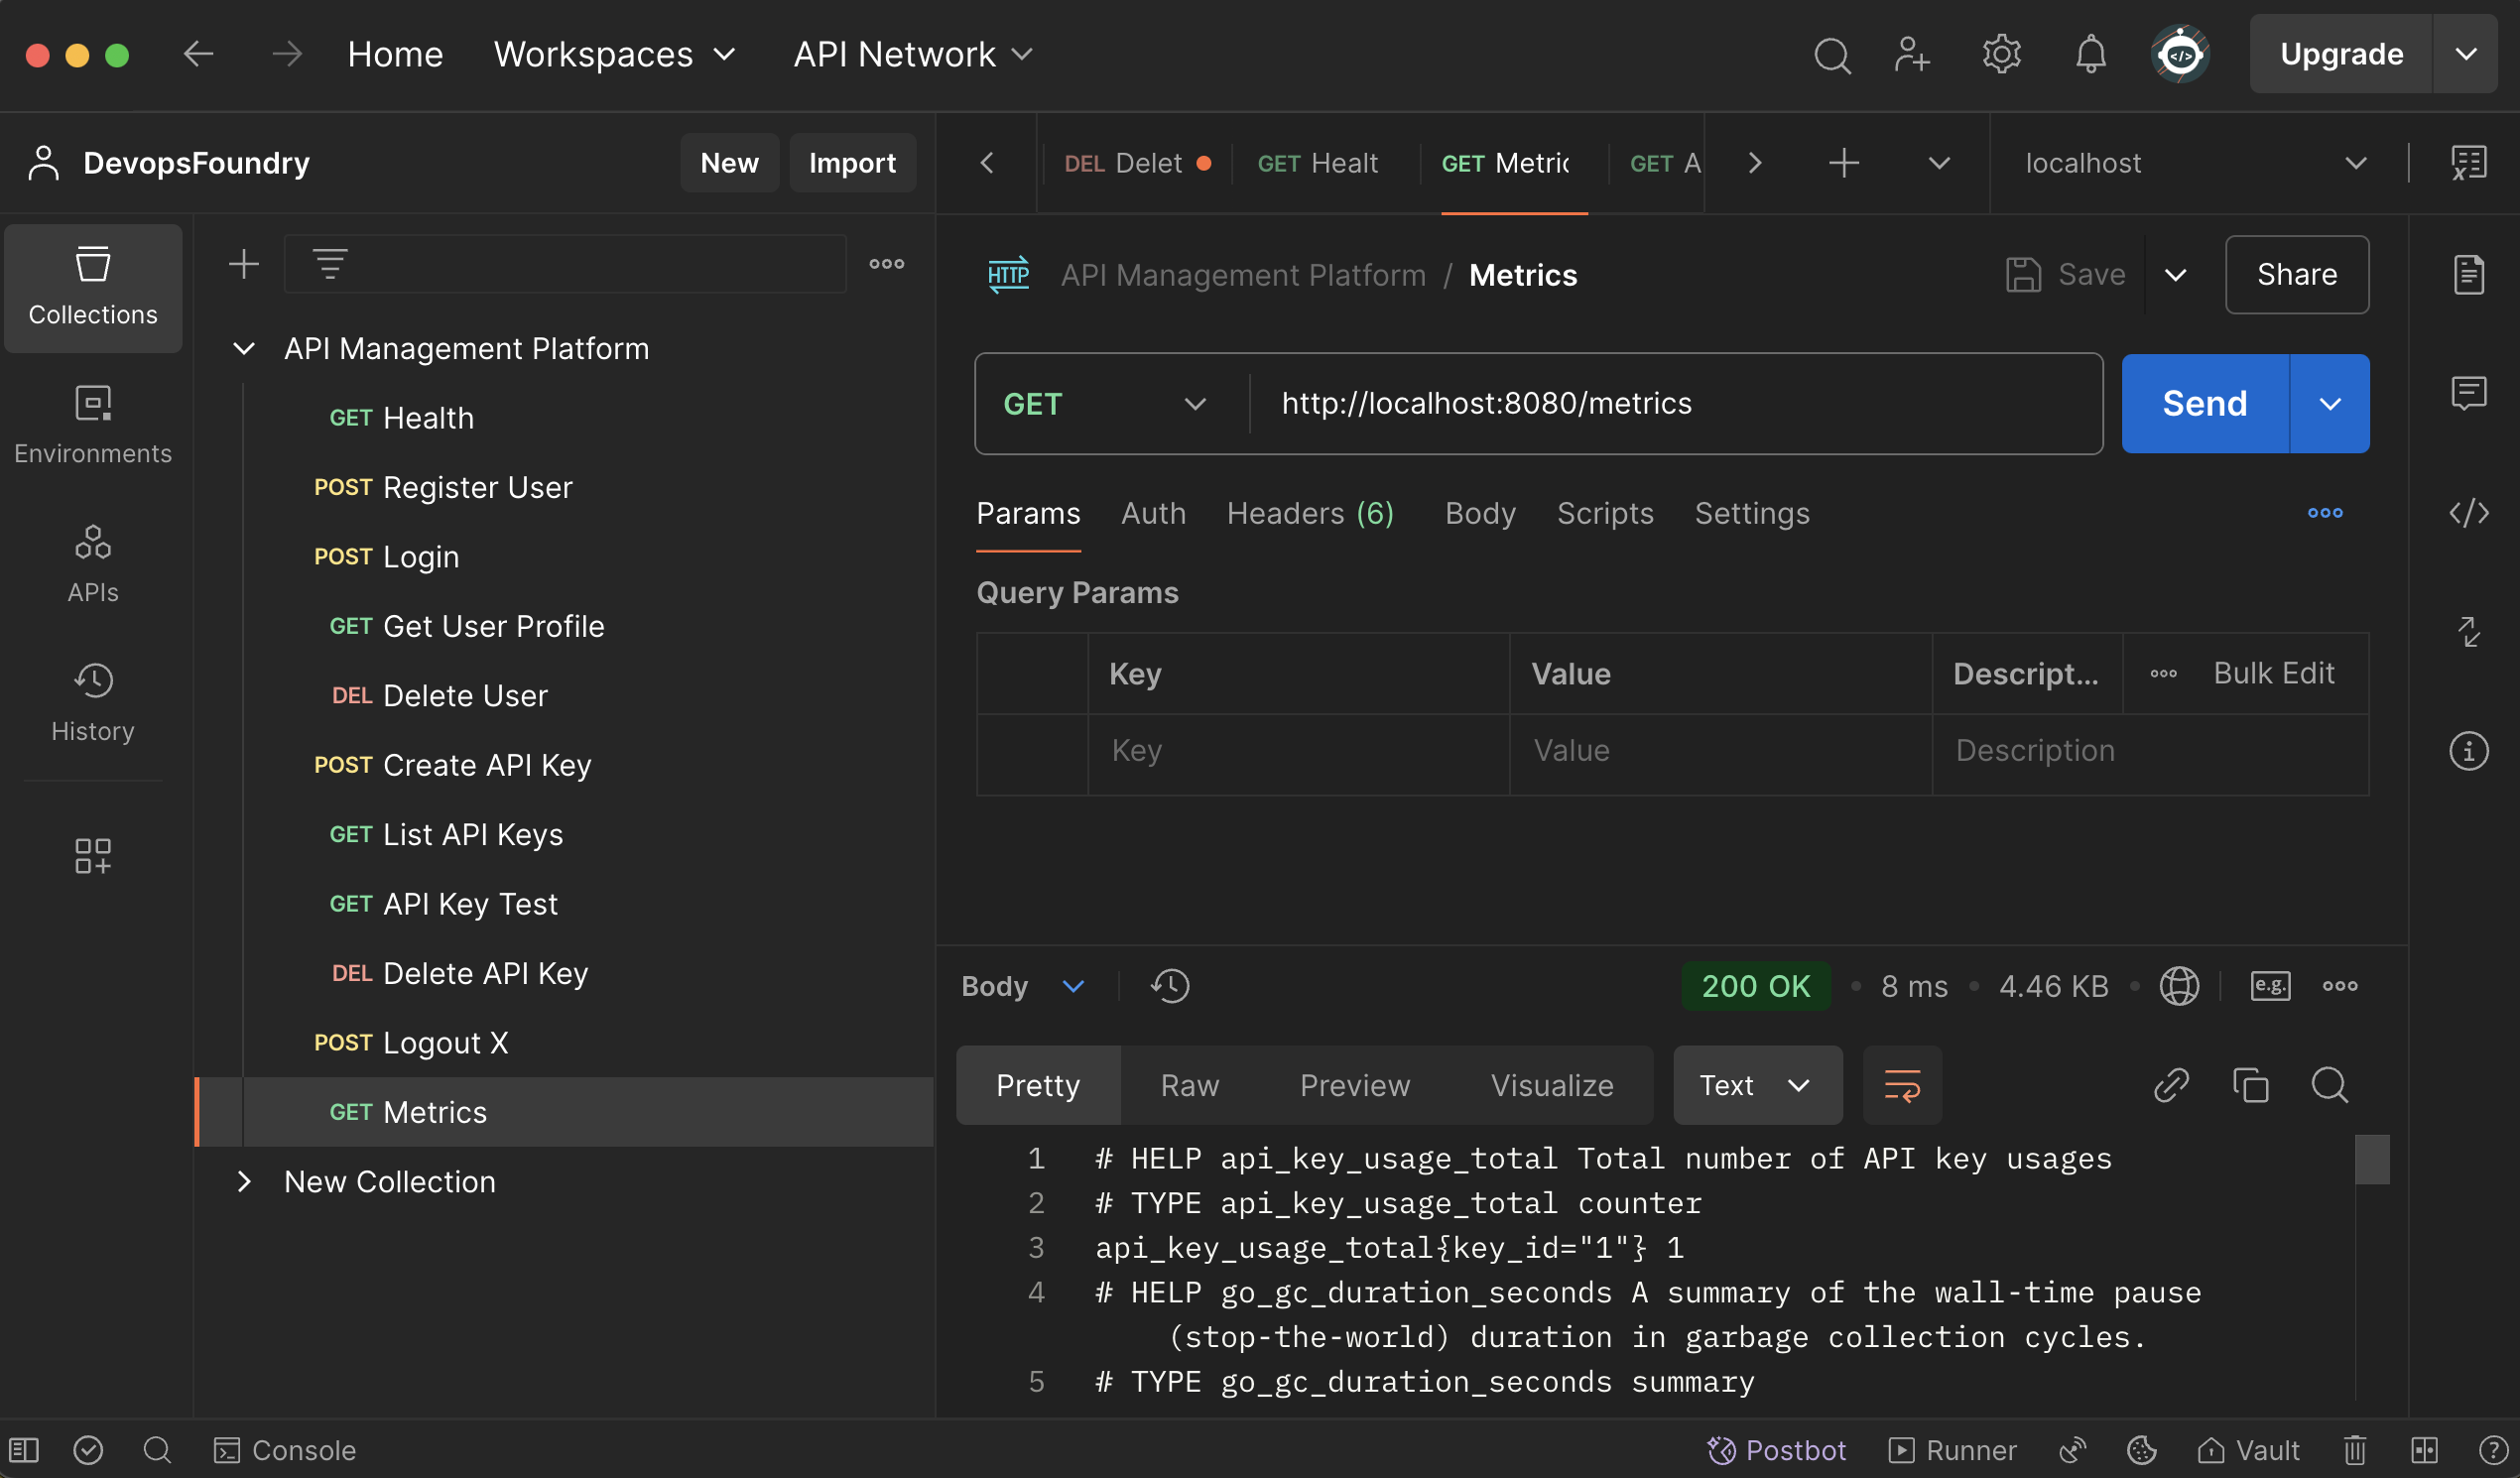 Home Workspaces API Network Upgrade
DevopsFoundry New Import
DEL Delet GET Healt GET Metric GET A localhost
Collections
Environments
APIs
History
API Management Platform
GET Health
POST Register User
POST Login
GET Get User Profile
DEL Delete User
POST Create API Key
GET List API Keys
GET API Key Test
DEL Delete API Key
POST Logout X
GET Metrics
New Collection
HTTP API Management Platform / Metrics Save Share
GET http://localhost:8080/metrics Send
Params Auth Headers (6) Body Scripts Settings
Query Params
Key Value Descript... Bulk Edit
Key Value Description
Body 200 OK 8 ms 4.46 KB e.g.
Pretty Raw Preview Visualize Text
1 # HELP api_key_usage_total Total number of API key usages
2 # TYPE api_key_usage_total counter
3 api_key_usage_total{key_id="1"} 1
4 # HELP go_gc_duration_seconds A summary of the wall-time pause
(stop-the-world) duration in garbage collection cycles.
5 # TYPE go_gc_duration_seconds summary
Console Postbot Runner Vault